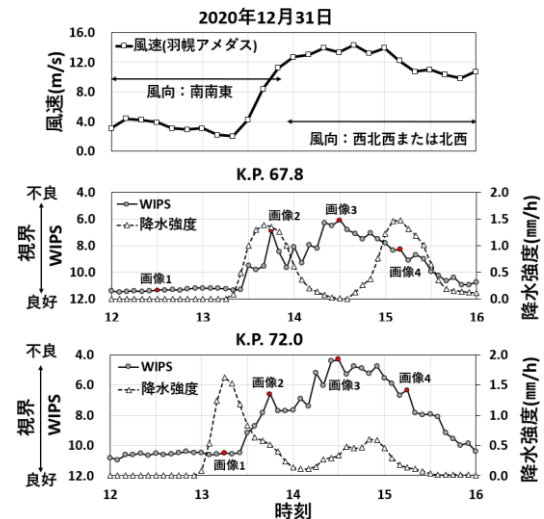 2020年12月31日
16.0
12.0
8.0
4.0
0.0
風速(m/s)
風速(羽幌アメダス)
風向：南南東
風向：西北西または北西
12 13 14 15 16
K.P. 67.8
不良
良好
視界
WIPS
4.0
6.0
8.0
10.0
12.0
WIPS
降水強度
画像1
画像2
画像3
画像4
2.0
1.5
1.0
0.5
0.0
降水強度(㎜/h)
12 13 14 15 16
K.P. 72.0
不良
良好
視界
WIPS
4.0
6.0
8.0
10.0
12.0
WIPS
降水強度
画像1
画像2
画像3
画像4
2.0
1.5
1.0
0.5
0.0
降水強度(㎜/h)
12 13 14 15 16
時刻